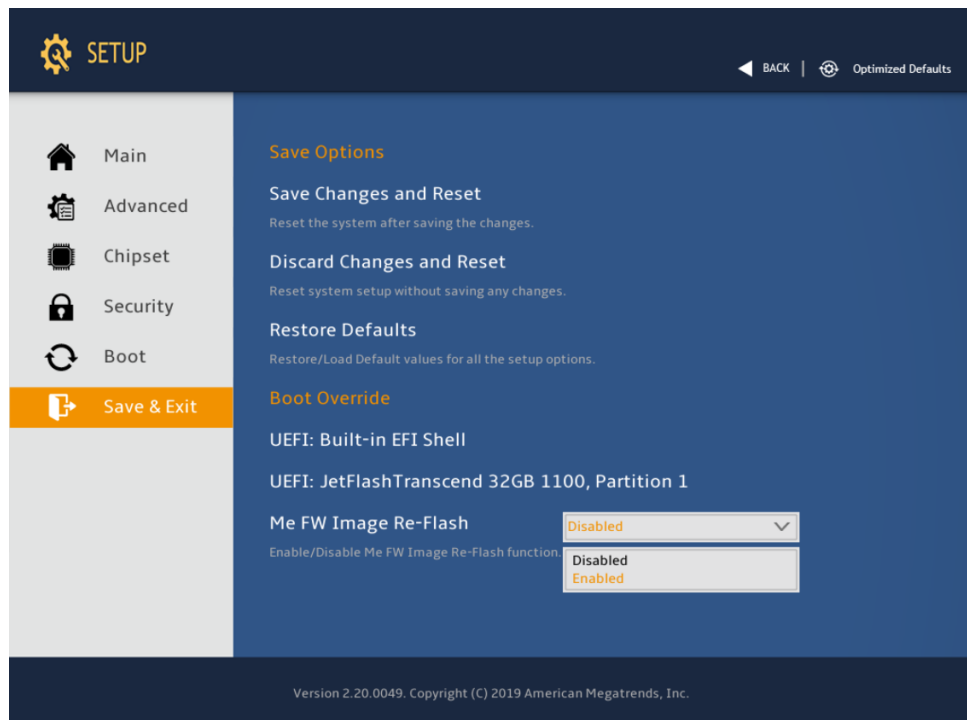 SETUP
BACK | Optimized Defaults
Main
Advanced
Chipset
Security
Boot
Save & Exit
Save Options
Save Changes and Reset
Reset the system after saving the changes.
Discard Changes and Reset
Reset system setup without saving any changes.
Restore Defaults
Restore/Load Default values for all the setup options.
Boot Override
UEFI: Built-in EFI Shell
UEFI: JetFlashTranscend 32GB 1100, Partition 1
Me FW Image Re-Flash
Disabled
Enable/Disable Me FW Image Re-Flash function.
Disabled
Enabled
Version 2.20.0049. Copyright (C) 2019 American Megatrends, Inc.